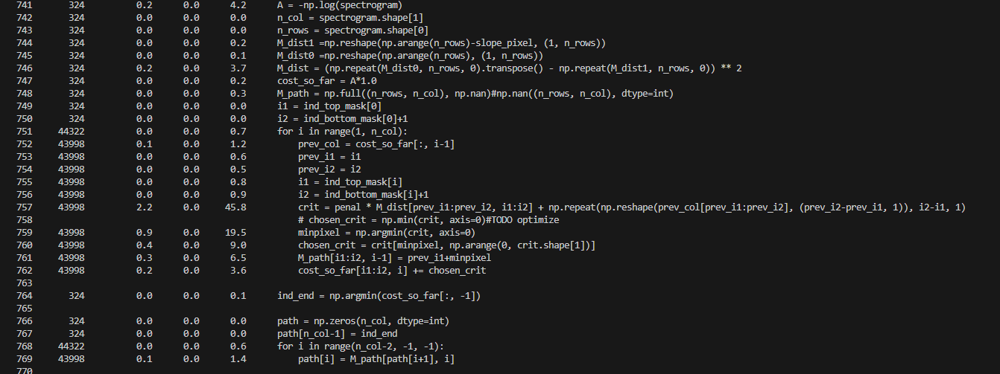 741 324 0.2 0.0 4.2 A = -np.log(spectrogram)
742 324 0.0 0.0 0.0 n_col = spectrogram.shape[1]
743 324 0.0 0.0 0.0 n_rows = spectrogram.shape[0]
744 324 0.0 0.0 0.2 M_dist1 =np.reshape(np.arange(n_rows)-slope_pixel, (1, n_rows))
745 324 0.0 0.0 0.1 M_dist0 =np.reshape(np.arange(n_rows), (1, n_rows))
746 324 0.2 0.0 3.7 M_dist = (np.repeat(M_dist0, n_rows, 0).transpose() - np.repeat(M_dist1, n_rows, 0)) ** 2
747 324 0.0 0.0 0.2 cost_so_far = A*1.0
748 324 0.0 0.0 0.3 M_path = np.full((n_rows, n_col), np.nan)#np.nan((n_rows, n_col), dtype=int)
749 324 0.0 0.0 0.0 i1 = ind_top_mask[0]
750 324 0.0 0.0 0.0 i2 = ind_bottom_mask[0]+1
751 44322 0.0 0.0 0.7 for i in range(1, n_col):
752 43998 0.1 0.0 1.2 prev_col = cost_so_far[:, i-1]
753 43998 0.0 0.0 0.6 prev_i1 = i1
754 43998 0.0 0.0 0.5 prev_i2 = i2
755 43998 0.0 0.0 0.8 i1 = ind_top_mask[i]
756 43998 0.0 0.0 0.9 i2 = ind_bottom_mask[i]+1
757 43998 2.2 0.0 45.8 crit = penal * M_dist[prev_i1:prev_i2, i1:i2] + np.repeat(np.reshape(prev_col[prev_i1:prev_i2], (prev_i2-prev_i1, 1)), i2-i1, 1)
758 # chosen_crit = np.min(crit, axis=0)#TODO optimize
759 43998 0.9 0.0 19.5 minpixel = np.argmin(crit, axis=0)
760 43998 0.4 0.0 9.0 chosen_crit = crit[minpixel, np.arange(0, crit.shape[1])]
761 43998 0.3 0.0 6.5 M_path[i1:i2, i-1] = prev_i1+minpixel
762 43998 0.2 0.0 3.6 cost_so_far[i1:i2, i] += chosen_crit
763
764 324 0.0 0.0 0.1 ind_end = np.argmin(cost_so_far[:, -1])
765
766 324 0.0 0.0 0.0 path = np.zeros(n_col, dtype=int)
767 324 0.0 0.0 0.0 path[n_col-1] = ind_end
768 44322 0.0 0.0 0.6 for i in range(n_col-2, -1, -1):
769 43998 0.1 0.0 1.4 path[i] = M_path[path[i+1], i]
770